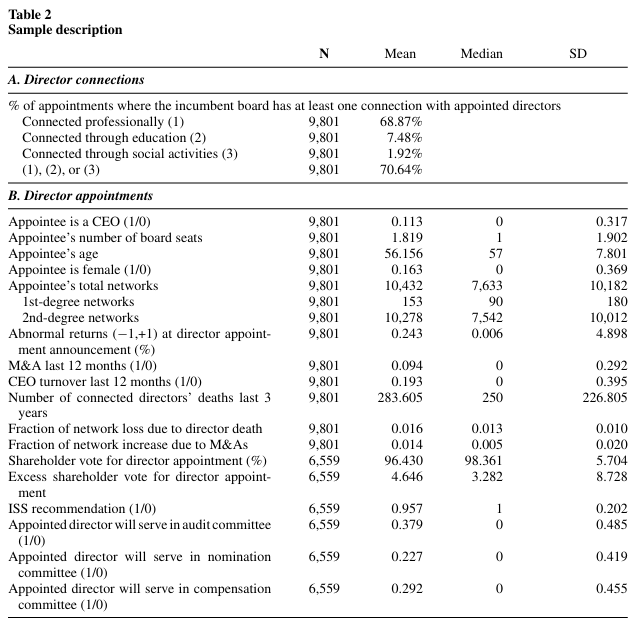 Table 2
Sample description
N Mean Median SD
A. Director connections
% of appointments where the incumbent board has at least one connection with appointed directors
Connected professionally (1) 9,801 68.87%
Connected through education (2) 9,801 7.48%
Connected through social activities (3) 9,801 1.92%
(1), (2), or (3) 9,801 70.64%
B. Director appointments
Appointee's is a CEO (1/0) 9,801 0.113 0 0.317
Appointee's number of board seats 9,801 1.819 1 1.902
Appointee's age 9,801 56.156 57 7.801
Appointee is female (1/0) 9,801 0.163 0 0.369
Appointee's total networks 9,801 10,432 7,633 10,182
1st-degree networks 9,801 153 90 180
2nd-degree networks 9,801 10,278 7,542 10,012
Abnormal returns (−1,+1) at director appoint- 9,801 0.243 0.006 4.898
ment announcement (%)
M&A last 12 months (1/0) 9,801 0.094 0 0.292
CEO turnover last 12 months (1/0) 9,801 0.193 0 0.395
Number of connected directors' deaths last 3 9,801 283.605 250 226.805
years
Fraction of network loss due to director death 9,801 0.016 0.013 0.010
Fraction of network increase due to M&As 9,801 0.014 0.005 0.020
Shareholder vote for director appointment (%) 6,559 96.430 98.361 5.704
Excess shareholder vote for director appoint- 6,559 4.646 3.282 8.728
ment
ISS recommendation (1/0) 6,559 0.957 1 0.202
Appointed director will serve in audit committee 6,559 0.379 0 0.485
(1/0)
Appointed director will serve in nomination 6,559 0.227 0 0.419
committee (1/0)
Appointed director will serve in compensation 6,559 0.292 0 0.455
committee (1/0)